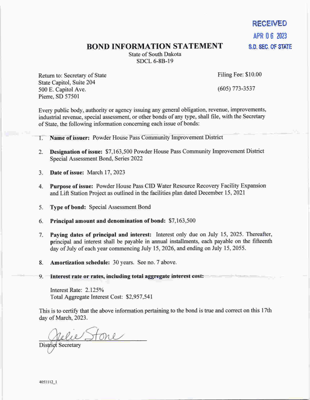 RECEIVED
APR 06 2023
S.D. SEC. OF STATE
BOND INFORMATION STATEMENT
State of South Dakota
SDCL 6-8B-19
Return to: Secretary of State
State Capitol, Suite 204
500 E. Capitol Ave.
Pierre, SD 57501
Filing Fee: $10.00
(605) 773-3537
Every public body, authority or agency issuing any general obligation, revenue, improvements,
industrial revenue, special assessment, or other bonds of any type, shall file, with the Secretary
of State, the following information concerning each issue of bonds:
1. Name of issuer: Powder House Pass Community Improvement District
2. Designation of issue: $7,163,500 Powder House Pass Community Improvement District
Special Assessment Bond, Series 2022
3. Date of issue: March 17, 2023
4. Purpose of issue: Powder House Pass CID Water Resource Recovery Facility Expansion
and Lift Station Project as outlined in the facilities plan dated December 15, 2021
5. Type of bond: Special Assessment Bond
6. Principal amount and denomination of bond: $7,163,500
7. Paying dates of principal and interest: Interest only due on July 15, 2025. Thereafter,
principal and interest shall be payable in annual installments, each payable on the fifteenth
day of July of each year commencing July 15, 2026, and ending on July 15, 2055.
8. Amortization schedule: 30 years. See no. 7 above.
9. Interest rate or rates, including total aggregate interest cost:
Interest Rate: 2.125%
Total Aggregate Interest Cost: $2,957,541
This is to certify that the above information pertaining to the bond is true and correct on this 17th
day of March, 2023.
Julie Stone
District Secretary